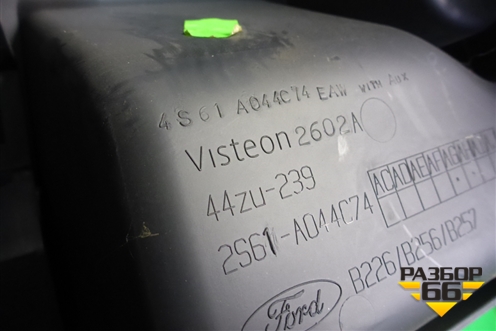 4S61 A044C74 EAW WITH AUX
Visteon 2602A
44ZU-239
2S61-A044C74
B226/B256/B257
Ford
РАЗБОР
66